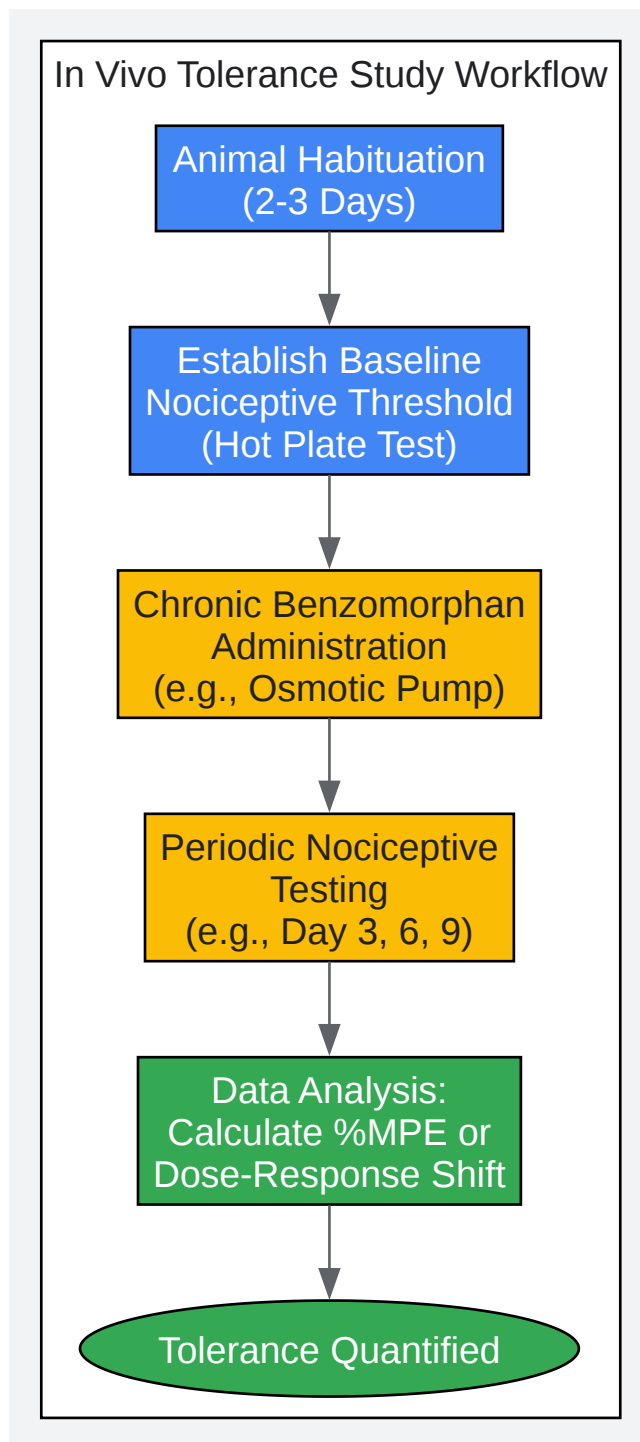 In Vivo Tolerance Study Workflow
Animal Habituation
(2-3 Days)
Establish Baseline
Nociceptive Threshold
(Hot Plate Test)
Chronic Benzomorphan
Administration
(e.g., Osmotic Pump)
Periodic Nociceptive
Testing
(e.g., Day 3, 6, 9)
Data Analysis:
Calculate %MPE or
Dose-Response Shift
Tolerance Quantified